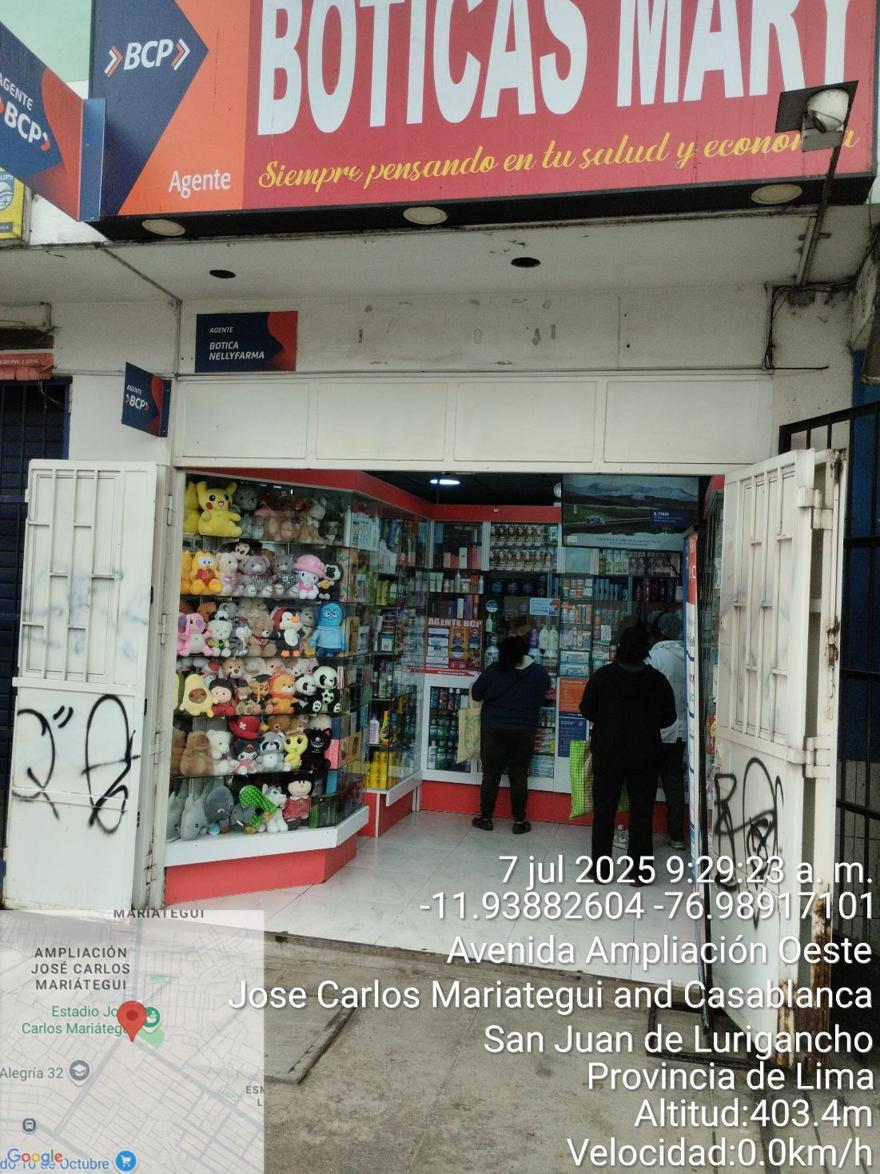 BOTICAS MARY
BCP
Agente
Siempre pensando en tu salud y economía
AGENTE
BCP
AGENTE
BOTICA
NELLYFARMA
AGENTE
BCP
AGENTE BCP
7 jul 2025 9:29:23 a. m.
-11.93882604 -76.98917101
Avenida Ampliación Oeste
Jose Carlos Mariategui and Casablanca
San Juan de Lurigancho
Provincia de Lima
Altitud:403.4m
Velocidad:0.0km/h
MARIATEGUI
AMPLIACIÓN
JOSÉ CARLOS
MARIÁTEGUI
Estadio Jo
Carlos Mariáteg
Alegría 32
Google